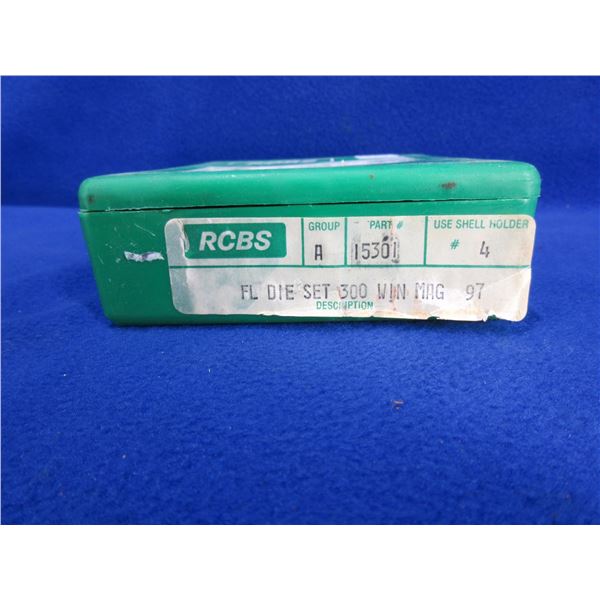 RCBS
GROUP PART # USE SHELL HOLDER
A 15301 # 4
FL DIE SET 300 WIN MAG 97
DESCRIPTION